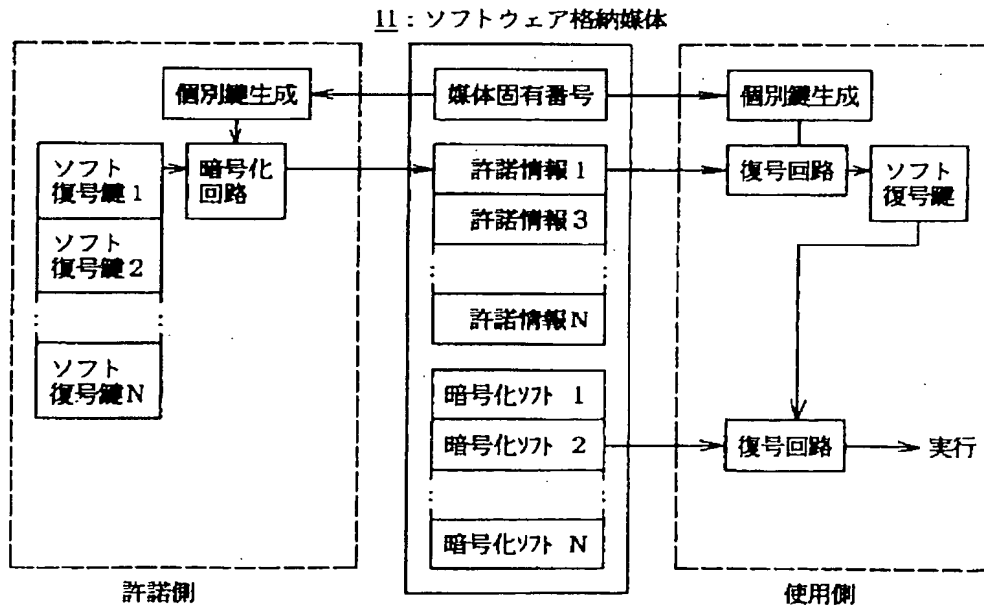 11：ソフトウェア格納媒体
個別鍵生成
ソフト
復号鍵1
暗号化
回路
ソフト
復号鍵2
⋮
ソフト
復号鍵N
許諾側
媒体固有番号
許諾情報1
許諾情報3
⋮
許諾情報N
暗号化ソフト 1
暗号化ソフト 2
⋮
暗号化ソフト N
個別鍵生成
復号回路
ソフト
復号鍵
復号回路
実行
使用側